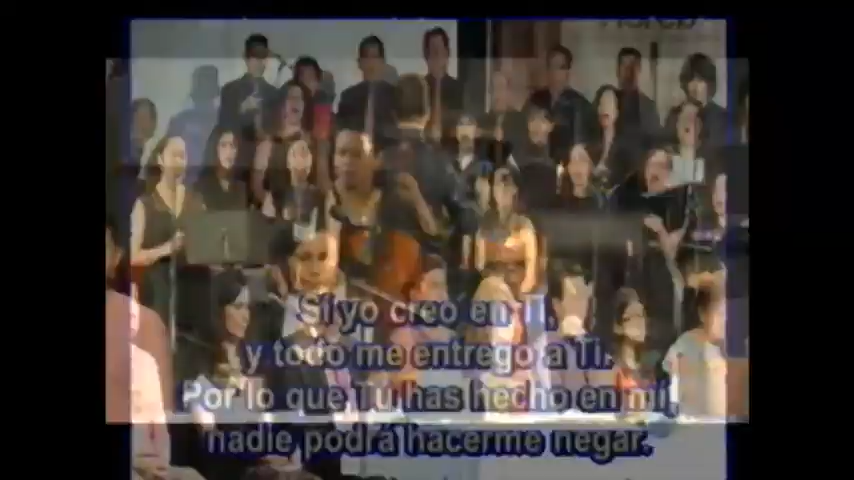 Si yo creo en Ti,
y todo me entrego a Ti.
Por lo que Tu has hecho en mi,
nadie podrá hacerme negar.